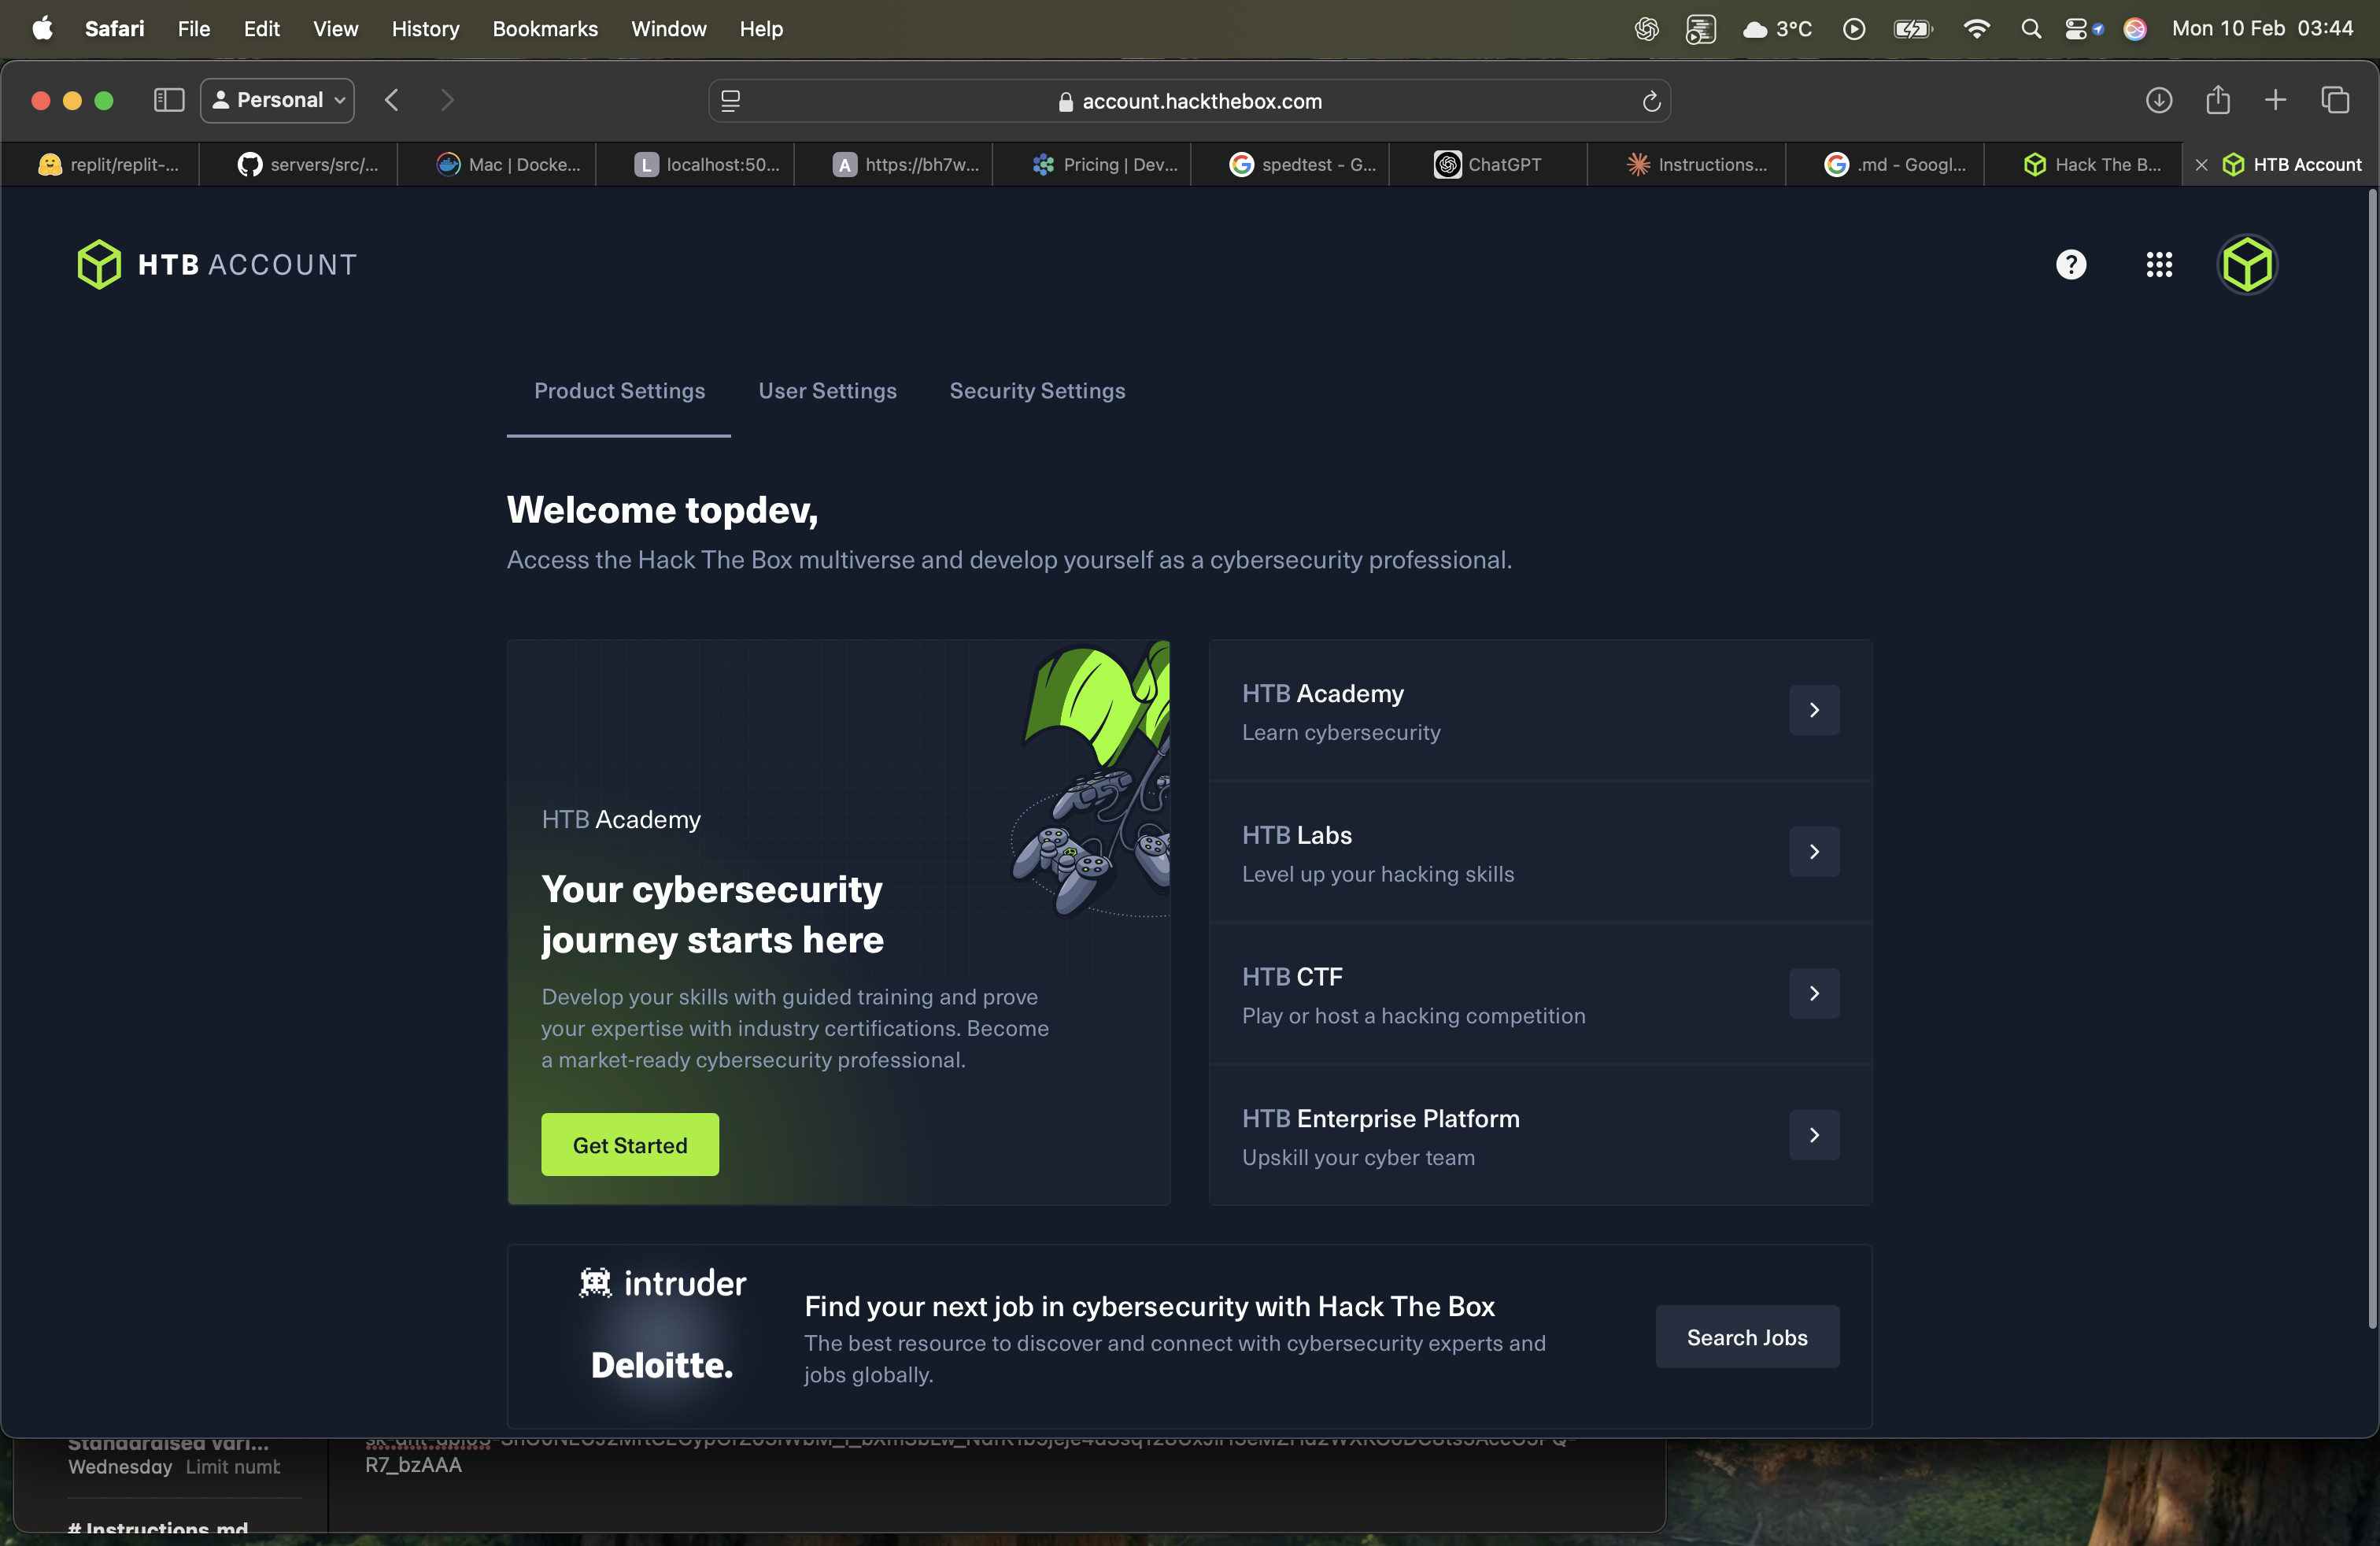 Safari File Edit View History Bookmarks Window Help 3°C Mon 10 Feb 03:44
Personal account.hackthebox.com
replit/replit-... servers/src/... Mac | Docke... L localhost:50... A https://bh7w... Pricing | Dev... spedtest - G... ChatGPT Instructions... .md - Googl... Hack The B... HTB Account
HTB ACCOUNT
Product Settings User Settings Security Settings
Welcome topdev,
Access the Hack The Box multiverse and develop yourself as a cybersecurity professional.
HTB Academy
Your cybersecurity
journey starts here
Develop your skills with guided training and prove
your expertise with industry certifications. Become
a market-ready cybersecurity professional.
Get Started
HTB Academy
Learn cybersecurity
HTB Labs
Level up your hacking skills
HTB CTF
Play or host a hacking competition
HTB Enterprise Platform
Upskill your cyber team
intruder
Deloitte.
Find your next job in cybersecurity with Hack The Box
The best resource to discover and connect with cybersecurity experts and
jobs globally.
Search Jobs
Standardised vari...
Wednesday Limit numb
# Instructions.md
R7_bzAAA